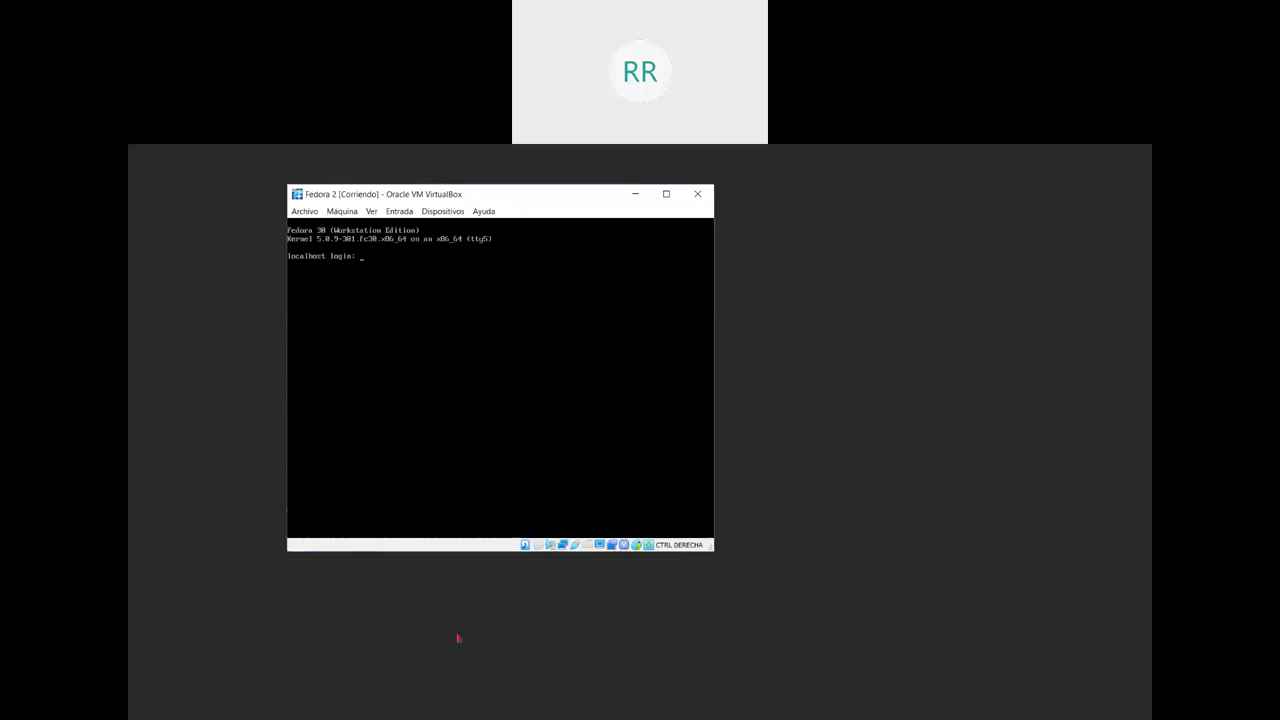 RR
Fedora 2 [Corriendo] - Oracle VM VirtualBox
Archivo Máquina Ver Entrada Dispositivos Ayuda
Fedora 30 (Workstation Edition)
Kernel 5.0.9-301.fc30.x86_64 on an x86_64 (tty5)
localhost login: _
CTRL DERECHA